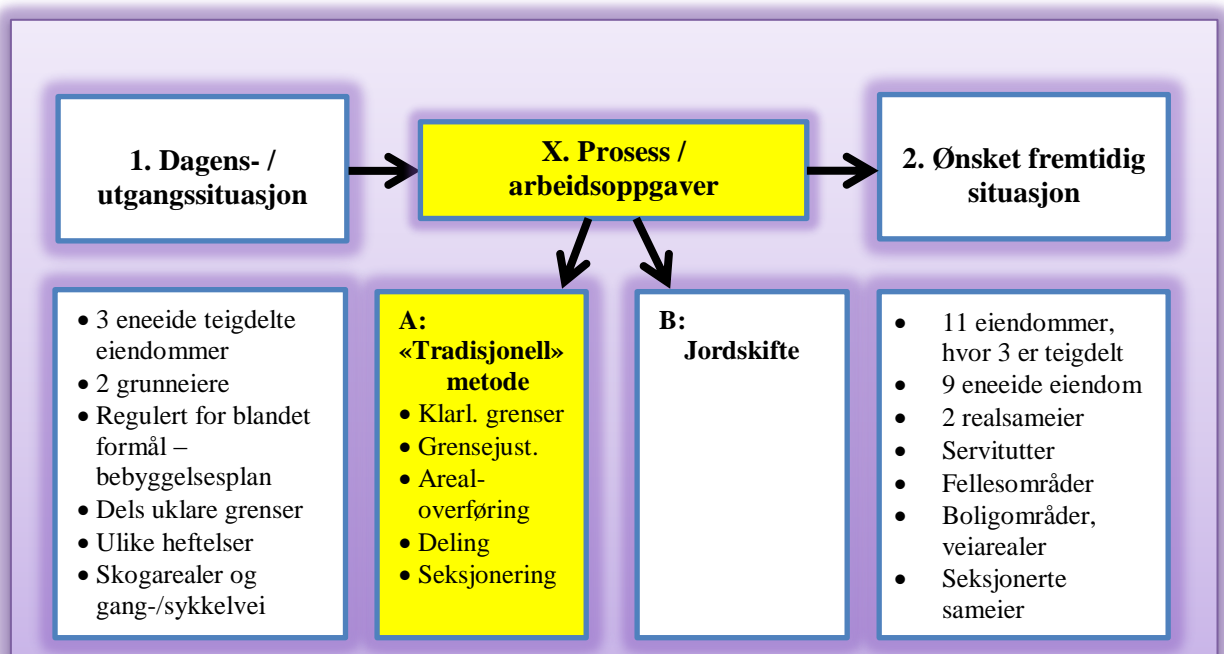 1. Dagens- /
utgangssituasjon
X. Prosess /
arbeidsoppgaver
2. Ønsket fremtidig
situasjon
• 3 eneeide teigdelte
eiendommer
• 2 grunneiere
• Regulert for blandet
formål –
bebyggelsesplan
• Dels uklare grenser
• Ulike heftelser
• Skogarealer og
gang-/sykkelvei
A:
«Tradisjonell»
metode
• Klarl. grenser
• Grensejust.
• Areal-
overføring
• Deling
• Seksjonering
B:
Jordskifte
• 11 eiendommer,
hvor 3 er teigdelt
• 9 eneeide eiendom
• 2 realsameier
• Servitutter
• Fellesområder
• Boligområder,
veiarealer
• Seksjonerte
sameier